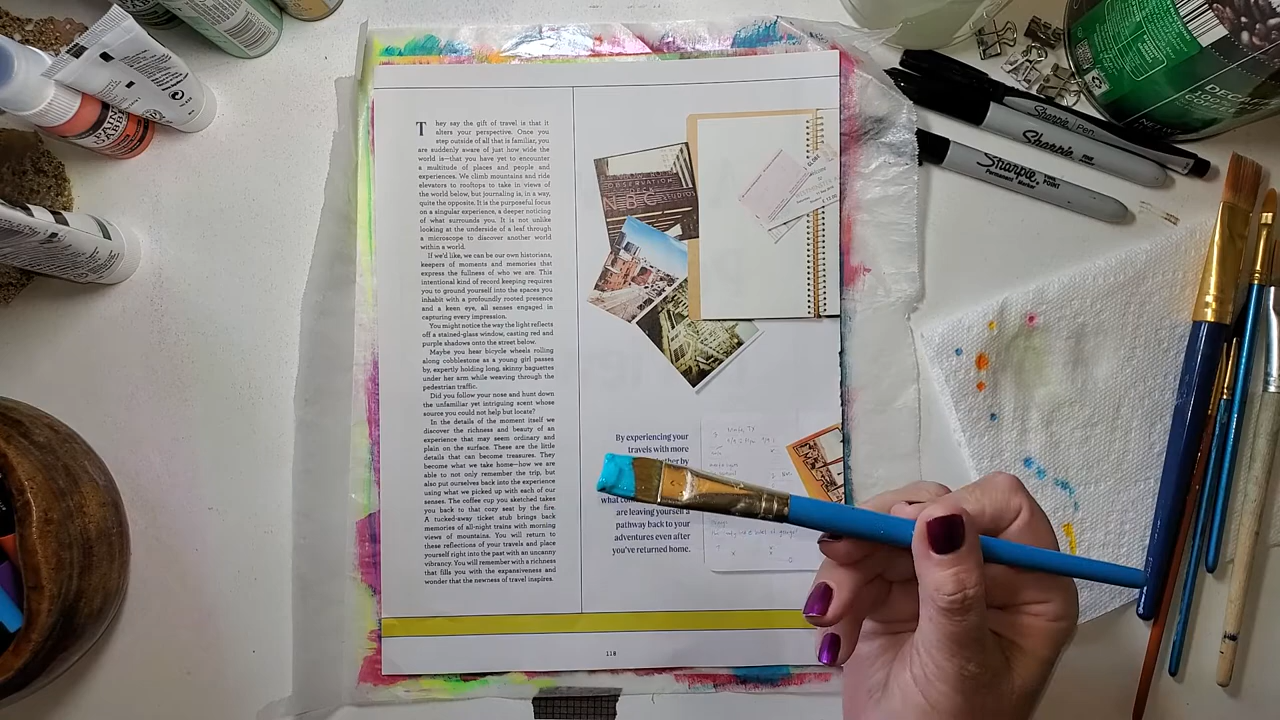 They say the gift of travel is that it
alters your perspective. Once you
step outside of all that is familiar, you
are suddenly aware of just how wide the
world is—that you have yet to encounter
a multitude of places and people and
experiences. We climb mountains and ride
elevators to rooftops to take in views of
the world below, but journaling is, in a way,
quite the opposite. It is the purposeful focus
on a singular experience, a deeper noticing
of what surrounds you. It is not unlike
looking at the underside of a leaf through
a microscope to discover another world
within a world.
If we'd like, we can be our own historians,
keepers of moments and memories that
express the fullness of who we are. This
intentional kind of record keeping requires
you to ground yourself into the spaces you
inhabit with a profoundly rooted presence
and a keen eye, all senses engaged in
capturing every impression.
You might notice the way the light reflects
off a stained-glass window, casting red and
purple shadows onto the street below.
Maybe you hear bicycle wheels rolling
along cobblestone as a young girl passes
by, expertly holding long, skinny baguettes
under her arm while weaving through the
pedestrian traffic.
Did you follow your nose and hunt down
the unfamiliar yet intriguing scent whose
source you could not help but locate?
In the details of the moment itself we
discover the richness and beauty of an
experience that may seem ordinary and
plain on the surface. These are the little
details that can become treasures. They
become what we take home—how we are
able to not only remember the trip, but
also put ourselves back into the experience
using what we picked up with each of our
senses. The coffee cup you sketched takes
you back to that cozy seat by the fire.
A tucked-away ticket stub brings back
memories of all-night trains with morning
views of mountains. You will return to
these reflections of your travels and place
yourself right into the past with an uncanny
vibrancy. You will remember with a richness
that fills you with the expansiveness and
wonder that the newness of travel inspires.
OBSERVATION
DECK
NBC STUDIOS
By experiencing your
travels with more
by
what
are leaving yourself a
pathway back to your
adventures even after
you've returned home.
110
Sharpie Pen
Sharpie
Sharpie
Permanent Marker
FINE POINT
DECAF
100%